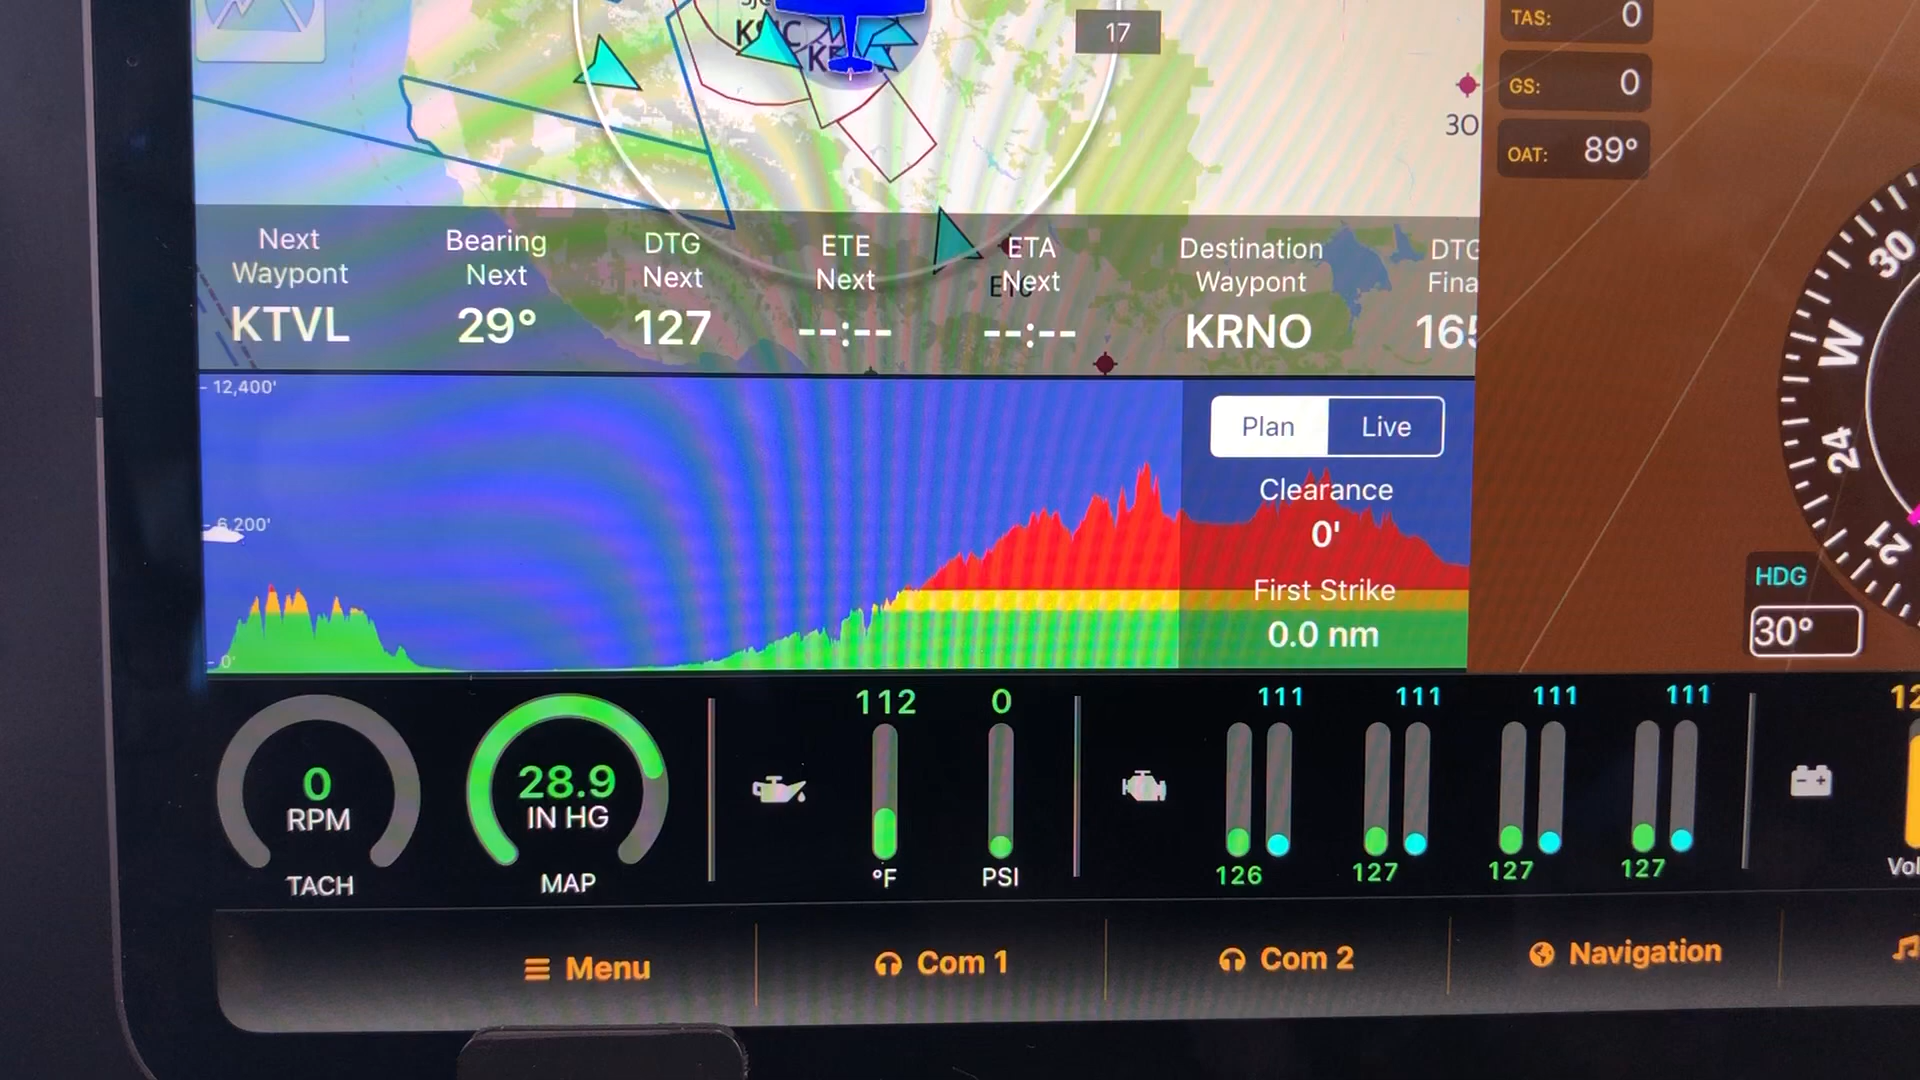 TAS: 0
17
GS: 0
30
OAT: 89°
Next Waypont
KTVL
Bearing Next
29°
DTG Next
127
ETE Next
--:--
ETA Next
--:--
Destination Waypont
KRNO
DTG
165
12,400'
6,200'
0'
Plan
Live
Clearance
0'
First Strike
0.0 nm
30
W
24
21
HDG
30°
0
RPM
TACH
28.9
IN HG
MAP
112
°F
0
PSI
111
126
111
127
111
127
111
127
Menu
Com 1
Com 2
Navigation